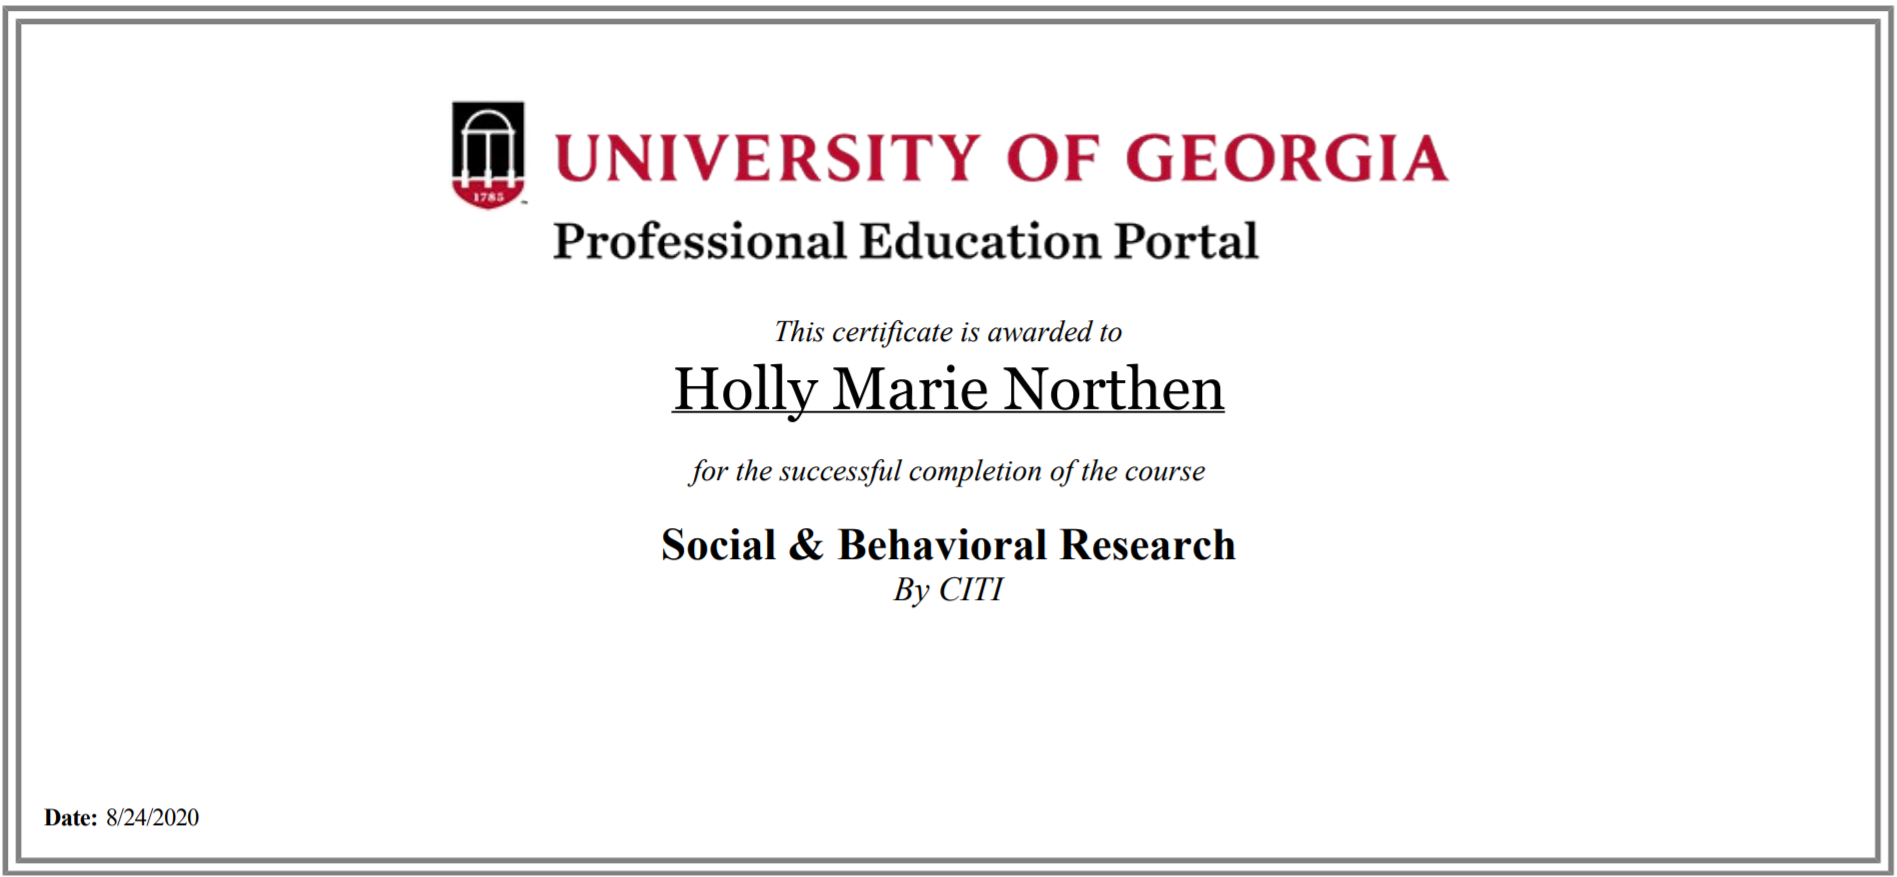 UNIVERSITY OF GEORGIA
1785
Professional Education Portal
This certificate is awarded to
Holly Marie Northen
for the successful completion of the course
Social & Behavioral Research
By CITI
Date: 8/24/2020